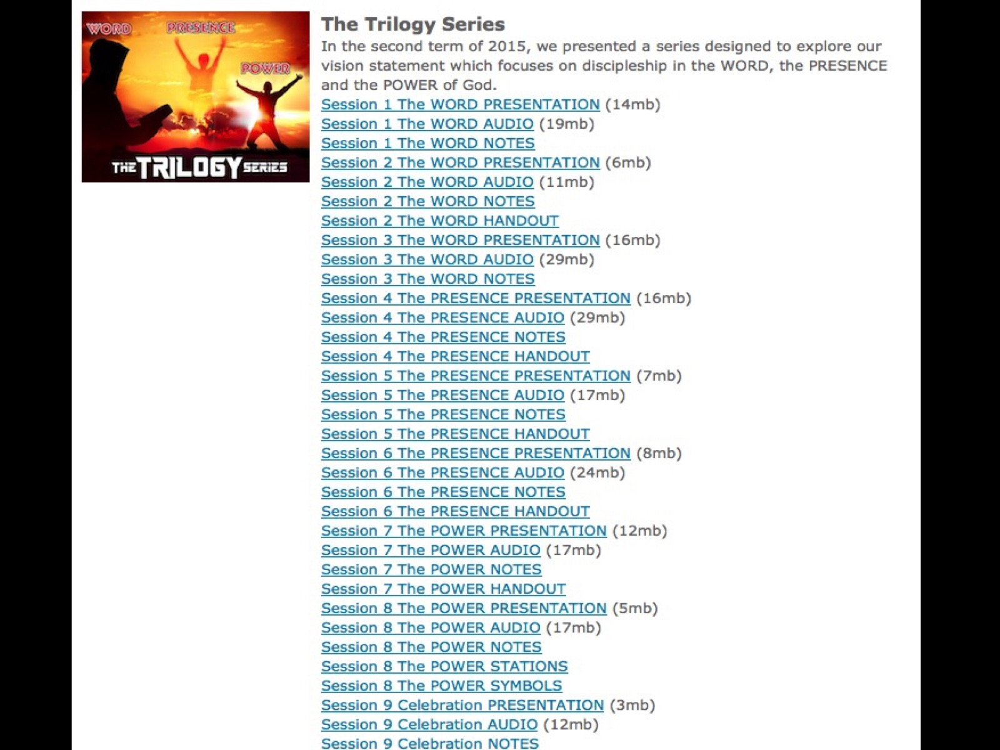 WORD
PRESENCE
POWER
THE TRILOGY SERIES
The Trilogy Series
In the second term of 2015, we presented a series designed to explore our
vision statement which focuses on discipleship in the WORD, the PRESENCE
and the POWER of God.
Session 1 The WORD PRESENTATION (14mb)
Session 1 The WORD AUDIO (19mb)
Session 1 The WORD NOTES
Session 2 The WORD PRESENTATION (6mb)
Session 2 The WORD AUDIO (11mb)
Session 2 The WORD NOTES
Session 2 The WORD HANDOUT
Session 3 The WORD PRESENTATION (16mb)
Session 3 The WORD AUDIO (29mb)
Session 3 The WORD NOTES
Session 4 The PRESENCE PRESENTATION (16mb)
Session 4 The PRESENCE AUDIO (29mb)
Session 4 The PRESENCE NOTES
Session 4 The PRESENCE HANDOUT
Session 5 The PRESENCE PRESENTATION (7mb)
Session 5 The PRESENCE AUDIO (17mb)
Session 5 The PRESENCE NOTES
Session 5 The PRESENCE HANDOUT
Session 6 The PRESENCE PRESENTATION (8mb)
Session 6 The PRESENCE AUDIO (24mb)
Session 6 The PRESENCE NOTES
Session 6 The PRESENCE HANDOUT
Session 7 The POWER PRESENTATION (12mb)
Session 7 The POWER AUDIO (17mb)
Session 7 The POWER NOTES
Session 7 The POWER HANDOUT
Session 8 The POWER PRESENTATION (5mb)
Session 8 The POWER AUDIO (17mb)
Session 8 The POWER NOTES
Session 8 The POWER STATIONS
Session 8 The POWER SYMBOLS
Session 9 Celebration PRESENTATION (3mb)
Session 9 Celebration AUDIO (12mb)
Session 9 Celebration NOTES